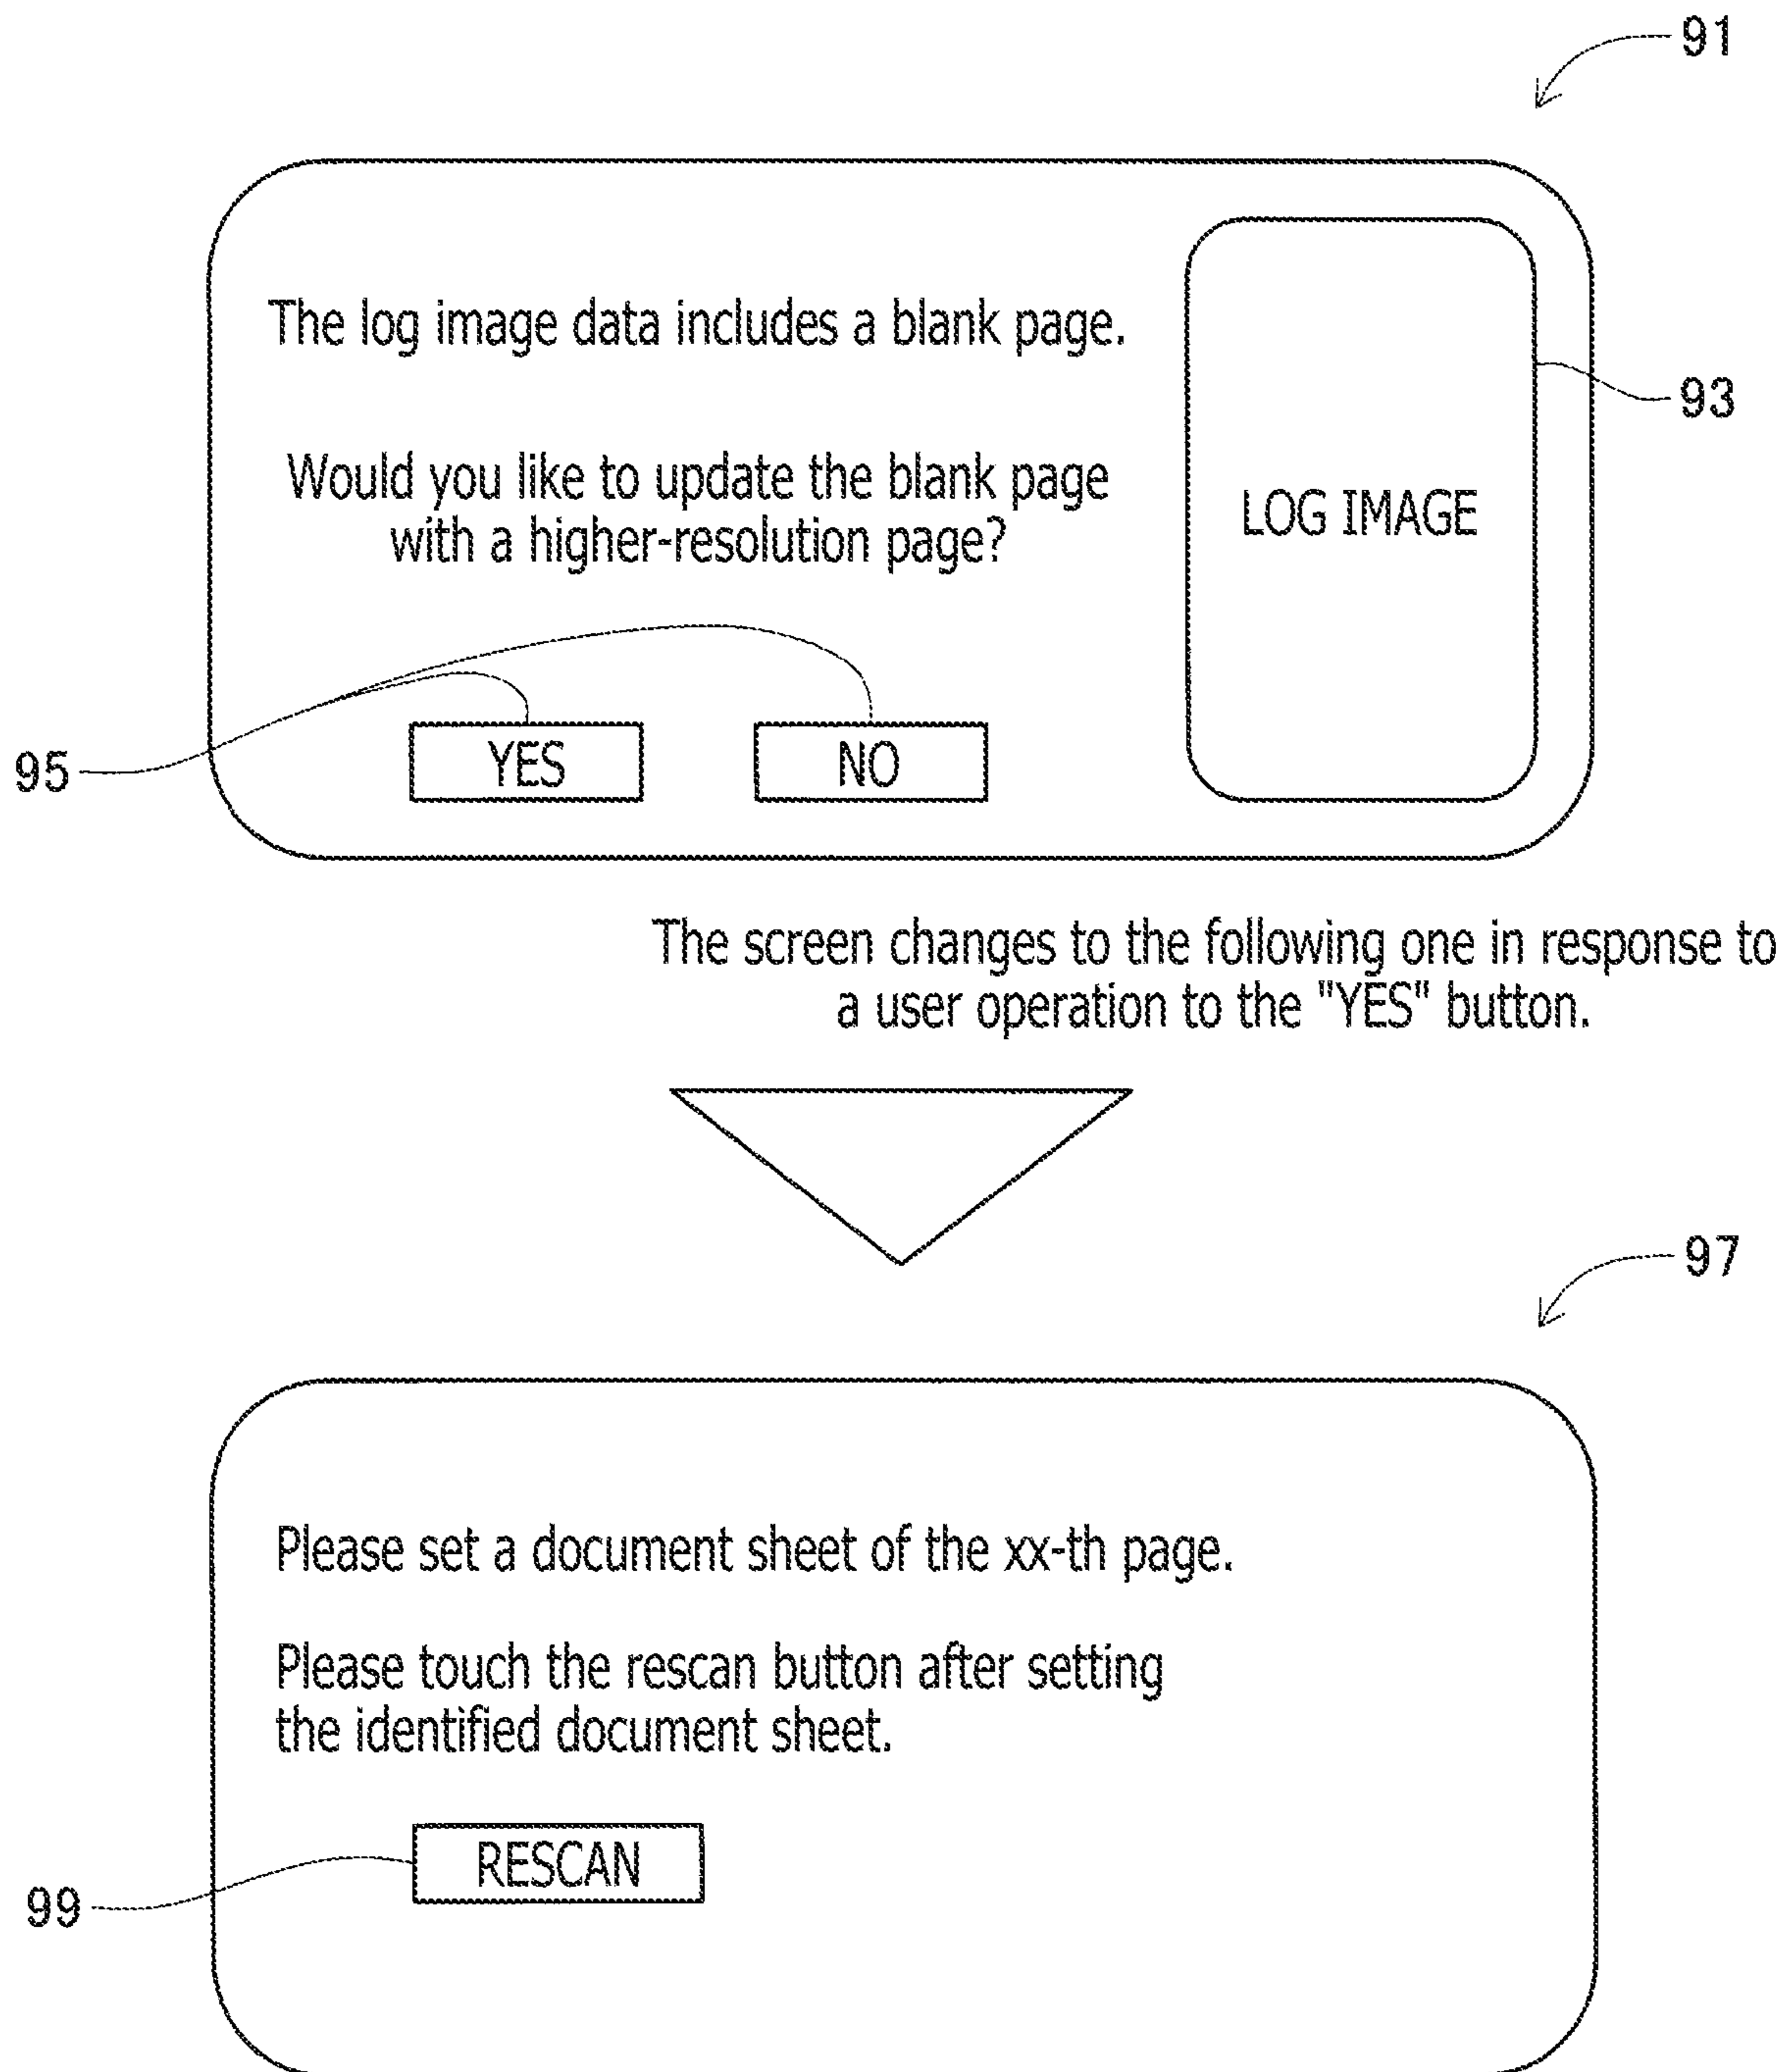 91
The log image data includes a blank page.
93
Would you like to update the blank page
with a higher-resolution page?
LOG IMAGE
95
YES
NO
The screen changes to the following one in response to
a user operation to the "YES" button.
97
Please set a document sheet of the xx-th page.
Please touch the rescan button after setting
the identified document sheet.
RESCAN
99